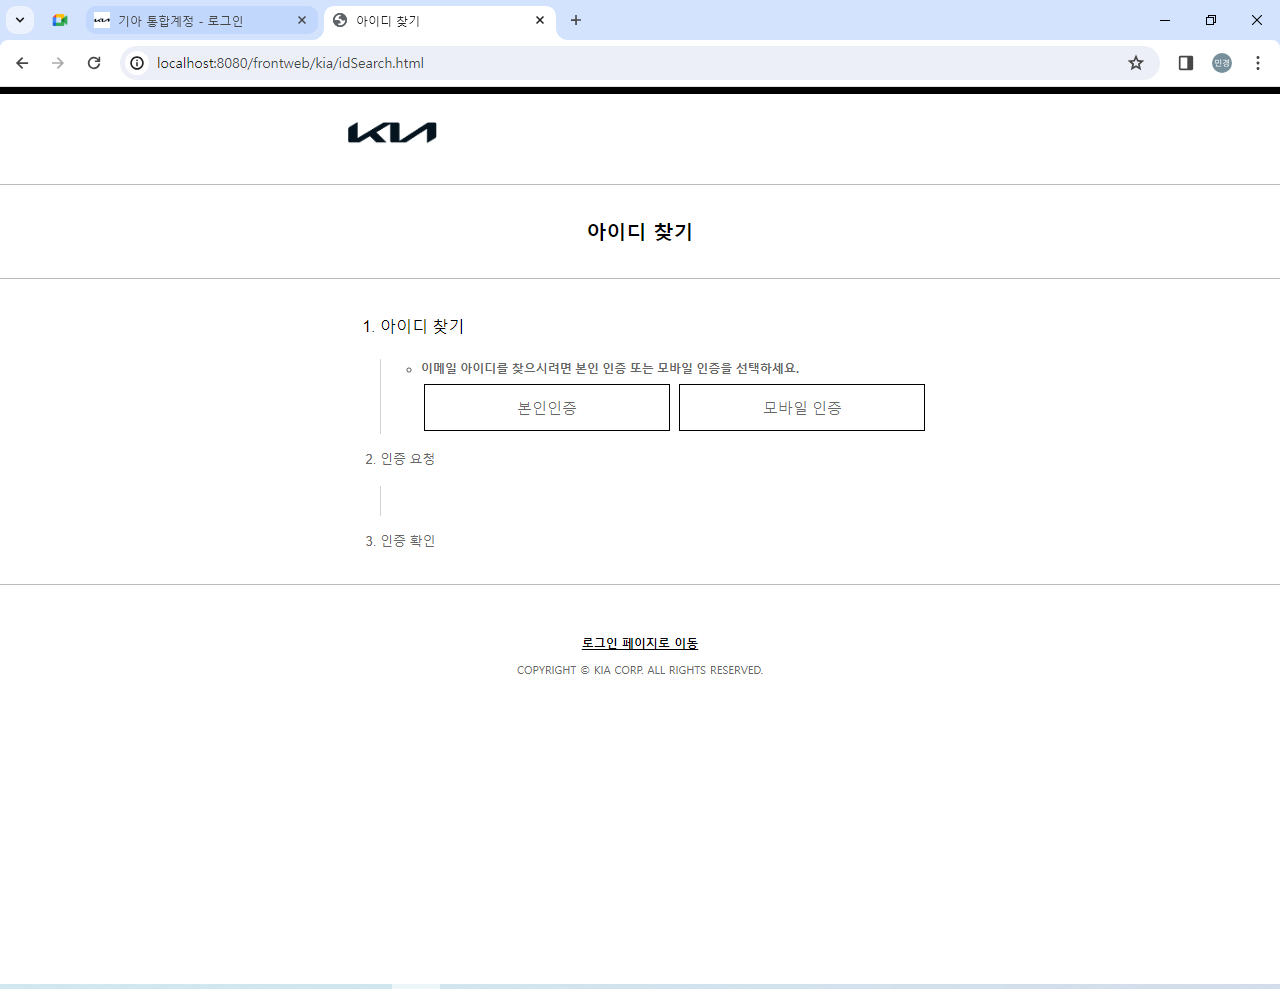 기아 통합계정 - 로그인
아이디 찾기
localhost:8080/frontweb/kia/idSearch.html
민경
KIA
아이디 찾기
1. 아이디 찾기
이메일 아이디를 찾으시려면 본인 인증 또는 모바일 인증을 선택하세요.
본인인증
모바일 인증
2. 인증 요청
3. 인증 확인
로그인 페이지로 이동
COPYRIGHT © KIA CORP. ALL RIGHTS RESERVED.